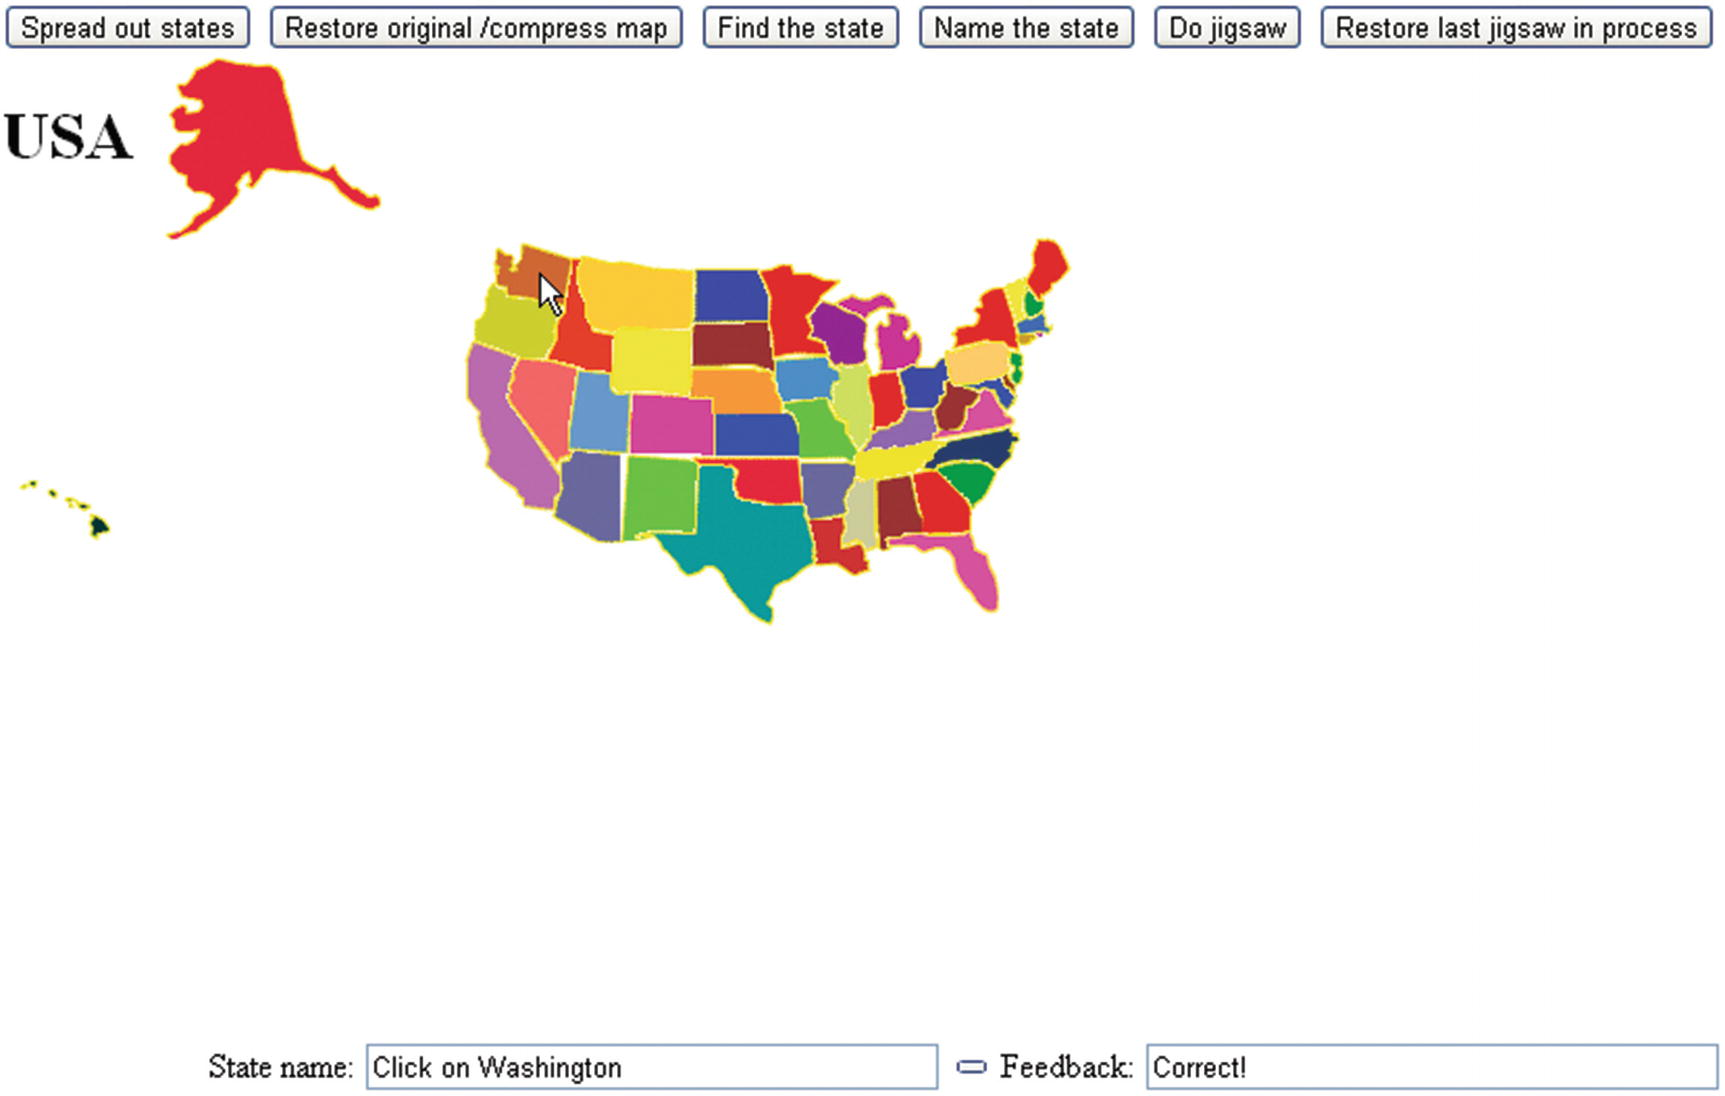 Spread out states Restore original /compress map Find the state Name the state Do jigsaw Restore last jigsaw in process
USA
State name: Click on Washington Feedback: Correct!